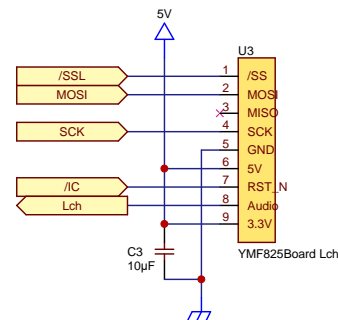 5V
U3
/SSL
1
/SS
MOSI
2
MOSI
3
MISO
SCK
4
SCK
5
GND
6
5V
/IC
7
RST_N
Lch
8
Audio
9
3.3V
C3
10µF
YMF825Board Lch